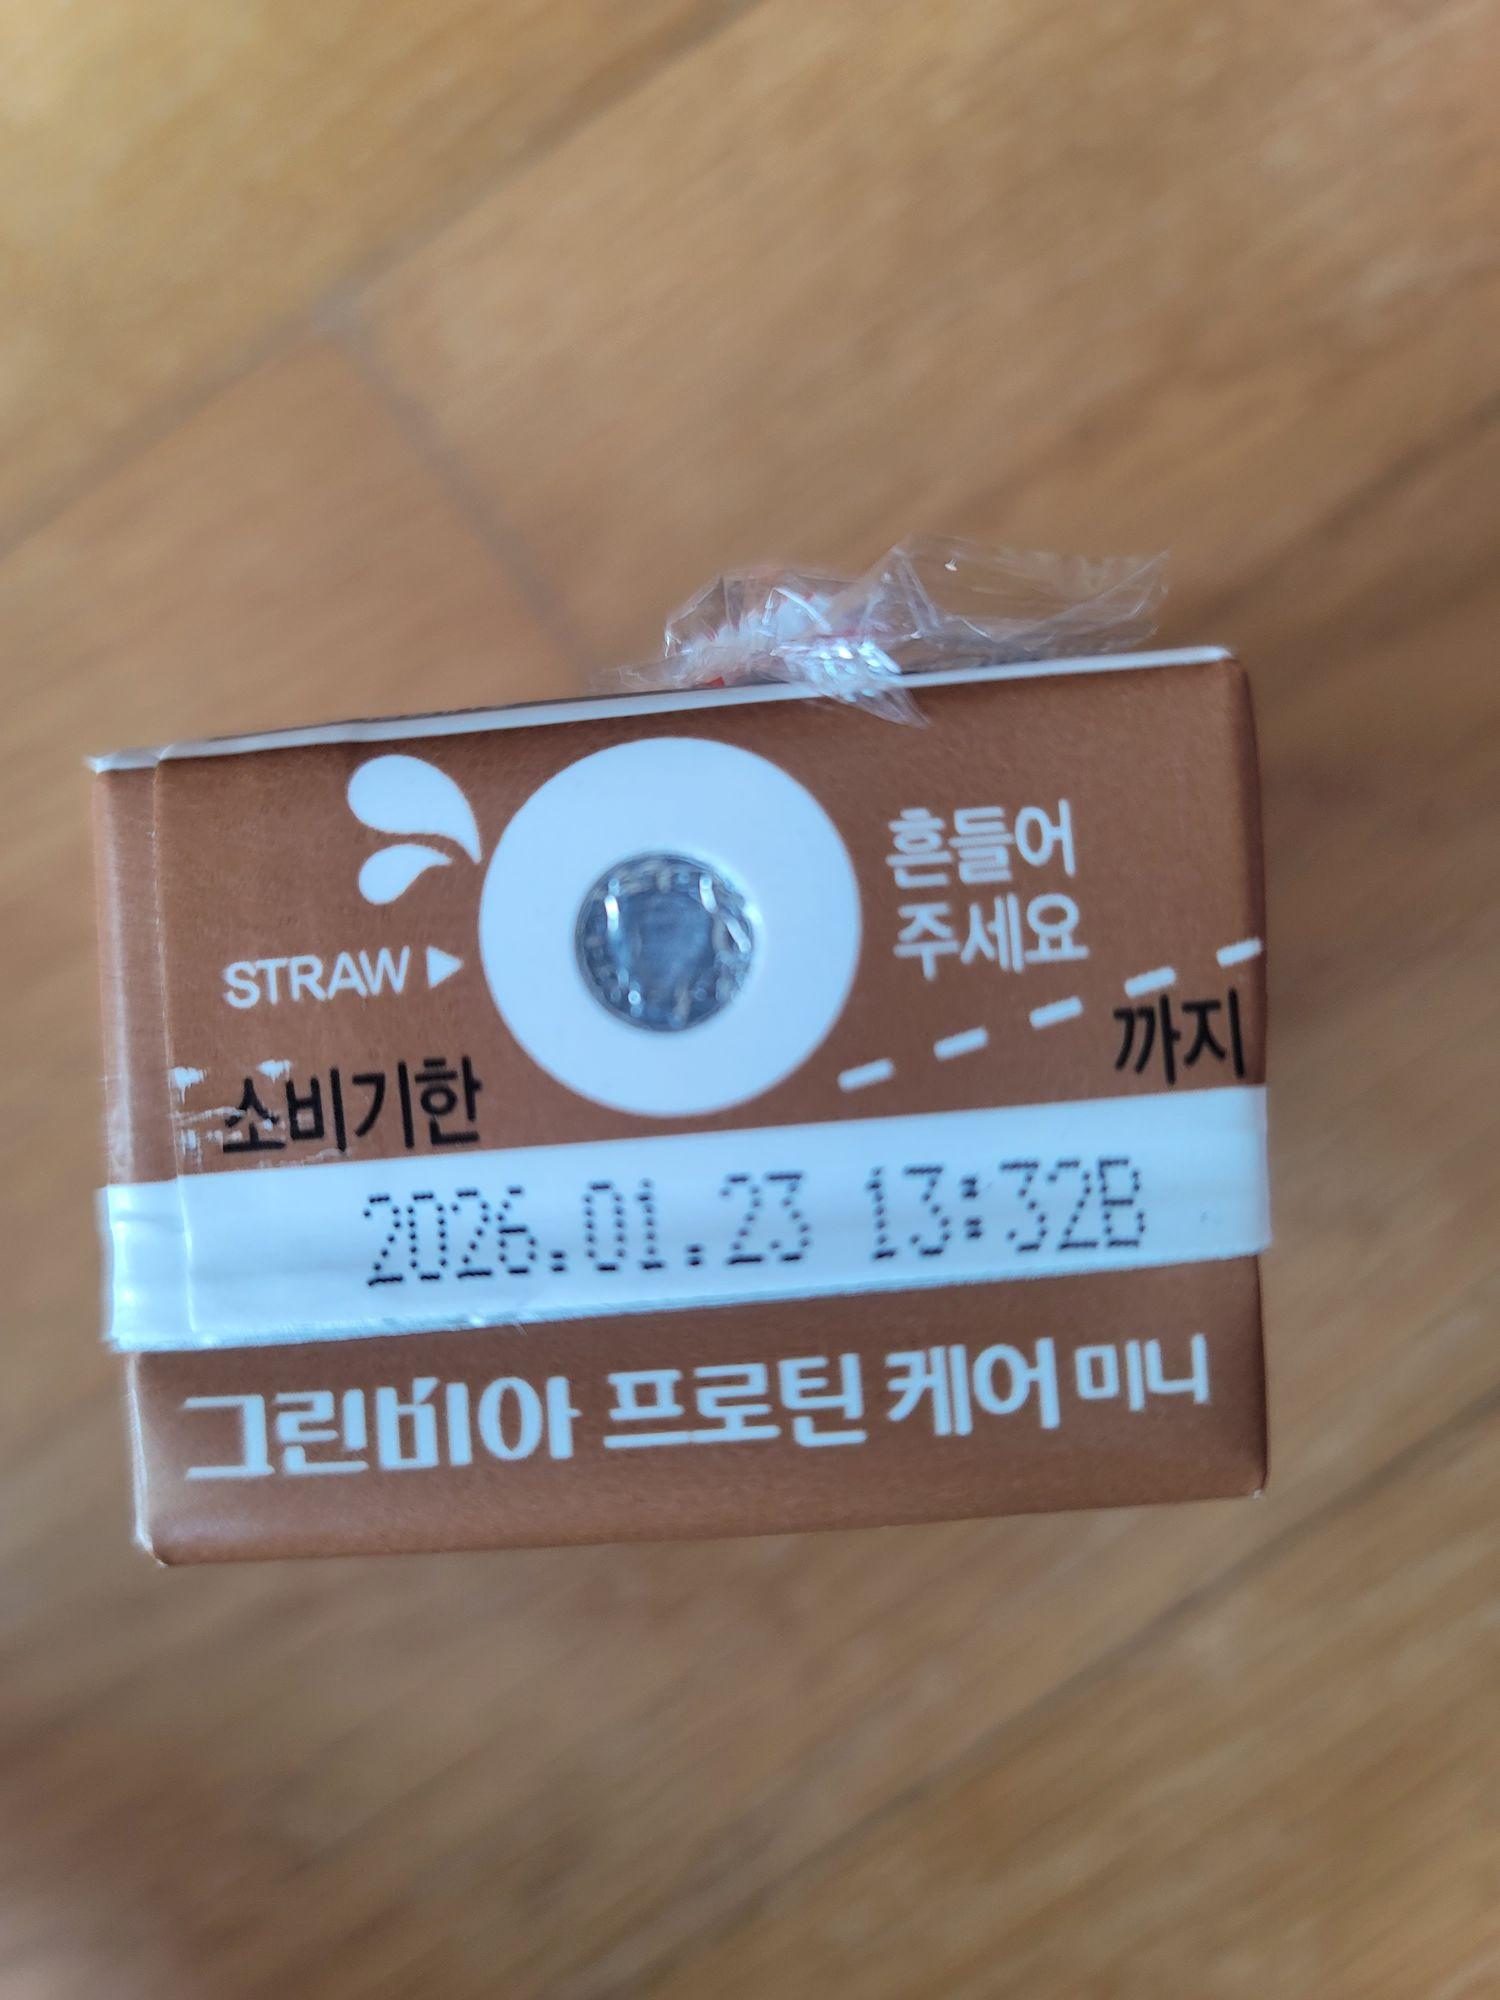 흔들어
주세요
STRAW ▶
소비기한 까지
2026.01.23 13:32B
그린비아 프로틴 케어 미니